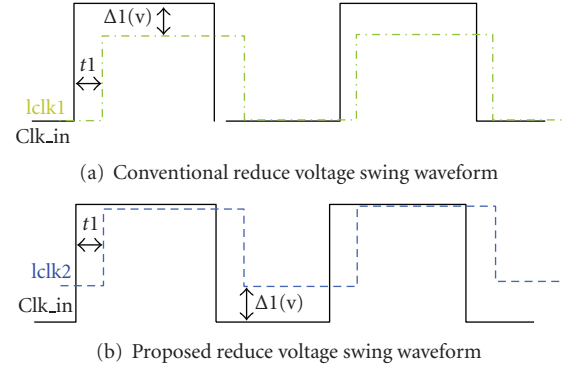 Δ1(v)
t1
lclk1
Clk_in
(a) Conventional reduce voltage swing waveform
t1
lclk2
Δ1(v)
Clk_in
(b) Proposed reduce voltage swing waveform